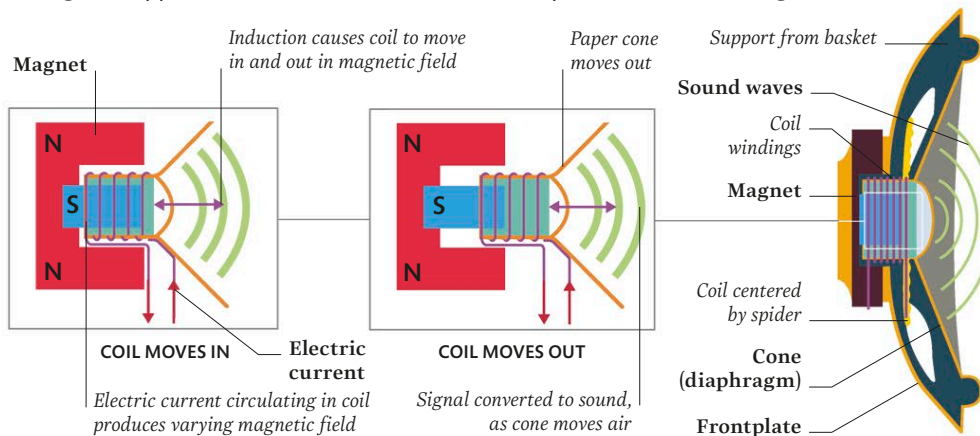 Magnet
Induction causes coil to move
in and out in magnetic field
N
S
N
COIL MOVES IN
Electric
current
Electric current circulating in coil
produces varying magnetic field
Paper cone
moves out
N
S
N
COIL MOVES OUT
Signal converted to sound,
as cone moves air
Support from basket
Sound waves
Coil
windings
Magnet
Coil centered
by spider
Cone
(diaphragm)
Frontplate